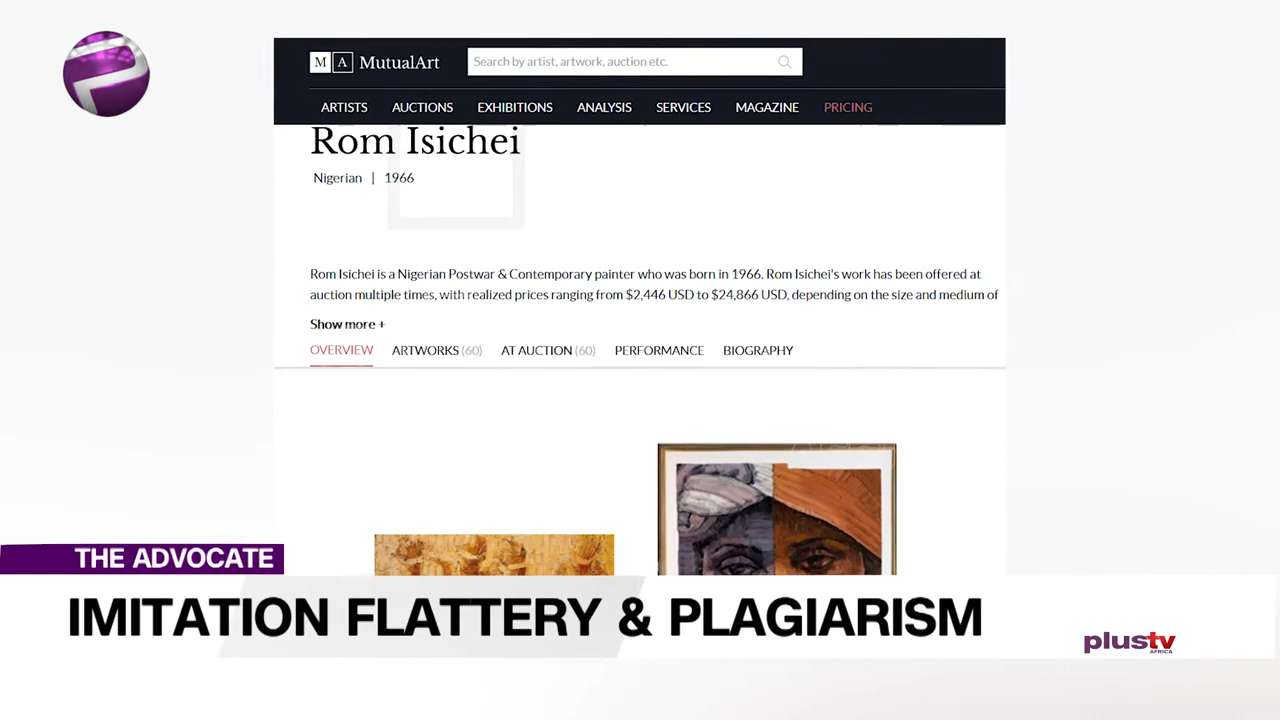 M A MutualArt
Search by artist, artwork, auction etc.
ARTISTS AUCTIONS EXHIBITIONS ANALYSIS SERVICES MAGAZINE PRICING
Rom Isichei
Nigerian | 1966
Rom Isichei is a Nigerian Postwar & Contemporary painter who was born in 1966. Rom Isichei's work has been offered at
auction multiple times, with realized prices ranging from $2,446 USD to $24,866 USD, depending on the size and medium of
Show more +
OVERVIEW ARTWORKS (60) AT AUCTION (60) PERFORMANCE BIOGRAPHY
THE ADVOCATE
IMITATION FLATTERY & PLAGIARISM
plustv
AFRICA